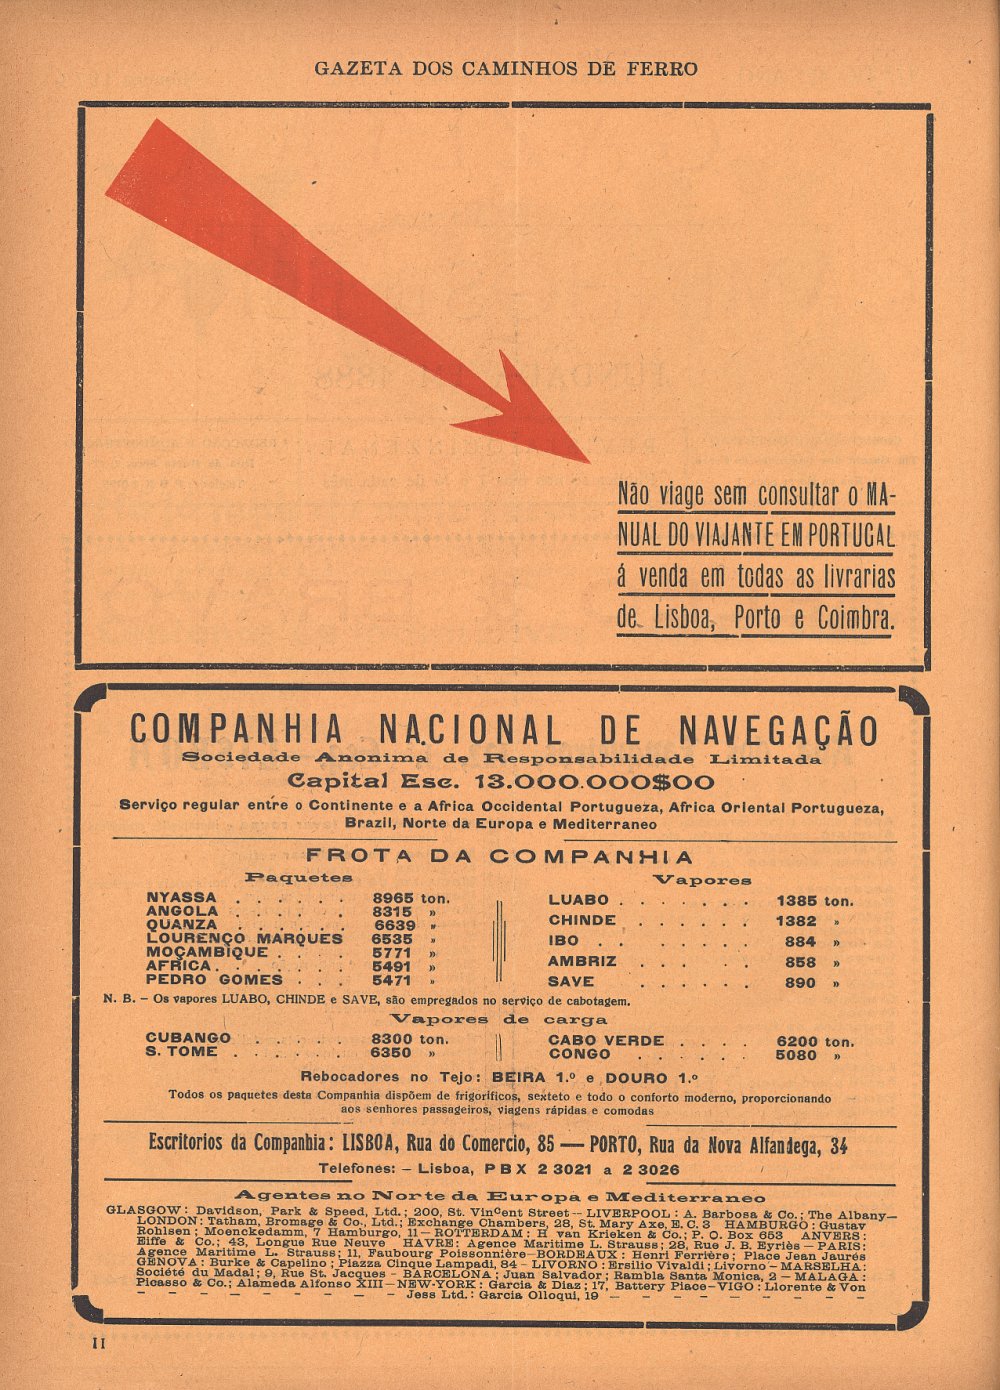 GAZETA DOS CAMINHOS DE FERRO
Não viage sem consultar o MA-
NUAL DO VIAJANTE EM PORTUGAL
á venda em todas as livrarias
de Lisboa, Porto e Coimbra.
COMPANHIA NACIONAL DE NAVEGAÇÃO
Sociedade Anonima de Responsabilidade Limitada
Capital Esc. 13.000.000$00
Serviço regular entre o Continente e a Africa Occidental Portugueza, Africa Oriental Portugueza,
Brazil, Norte da Europa e Mediterraneo
FROTA DA COMPANHIA
Paquetes
NYASSA . . . . . . 8965 ton.
ANGOLA . . . . . . 8315 »
QUANZA . . . . . . 6639 »
LOURENÇO MARQUES 6535 »
MOÇAMBIQUE . . . . 5771 »
AFRICA . . . . . . . 5491 »
PEDRO GOMES . . . 5471 »
Vapores
LUABO . . . . . . . 1385 ton.
CHINDE . . . . . . 1382 »
IBO . . . . . . . 884 »
AMBRIZ . . . . . . 858 »
SAVE . . . . . . 890 »
N. B. – Os vapores LUABO, CHINDE e SAVE, são empregados no serviço de cabotagem.
Vapores de carga
CUBANGO . . . . . 8300 ton.
S. TOME . . . . . . 6350 »
CABO VERDE . . . . 6200 ton.
CONGO . . . . . . 5080 »
Rebocadores no Tejo: BEIRA 1.º e DOURO 1.º
Todos os paquetes desta Companhia dispõem de frigorificos, sexteto e todo o conforto moderno, proporcionando
aos senhores passageiros, viagens rápidas e comodas
Escritorios da Companhia: LISBOA, Rua do Comercio, 85 — PORTO, Rua da Nova Alfandega, 34
Telefones: – Lisboa, PBX 2 3021 a 2 3026
Agentes no Norte da Europa e Mediterraneo
GLASGOW: Davidson, Park & Speed, Ltd.; 200, St. Vincent Street – LIVERPOOL: A. Barbosa & Co.; The Albany—
LONDON: Tatham, Bromage & Co., Ltd.; Exchange Chambers, 28, St. Mary Axe, E. C. 3 HAMBURGO: Gustav
Rohlsen; Moenckedamm, 7 Hamburgo, 11 – ROTTERDAM: H van Krieken & Co.; P. O. Box 653 ANVERS:
Eiffe & Co.; 43, Longue Rue Neuve HAVRE: Agence Maritime L. Strauss; 28, Rue J. B. Eyriès – PARIS:
Agence Maritime L. Strauss; 11, Faubourg Poissonnière – BORDEAUX: Henri Ferrière; Place Jean Jaurés
GENOVA: Burke & Capelino; Piazza Cinque Lampadi, 84 – LIVORNO: Ersilio Vivaldi; Livorno – MARSELHA:
Société du Madal; 9, Rue St. Jacques – BARCELONA; Juan Salvador; Rambla Santa Monica, 2 – MALAGA:
Picasso & Co.; Alameda Alfonso XIII – NEW-YORK: Garcia & Diaz; 17, Battery Place – VIGO: Llorente & Von
Jess Ltd.: Garcia Olloqui, 19
II